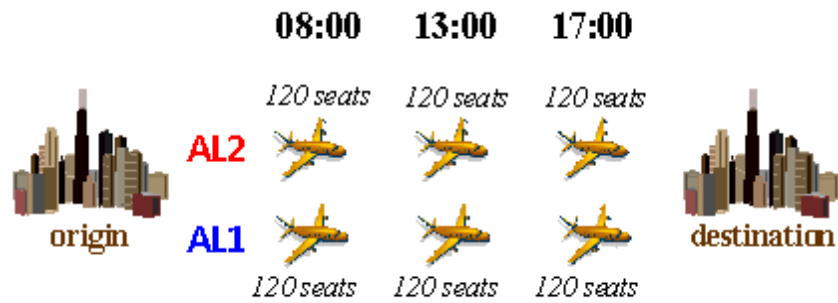 08:00 13:00 17:00
120 seats 120 seats 120 seats
AL2
origin AL1 destination
120 seats 120 seats 120 seats